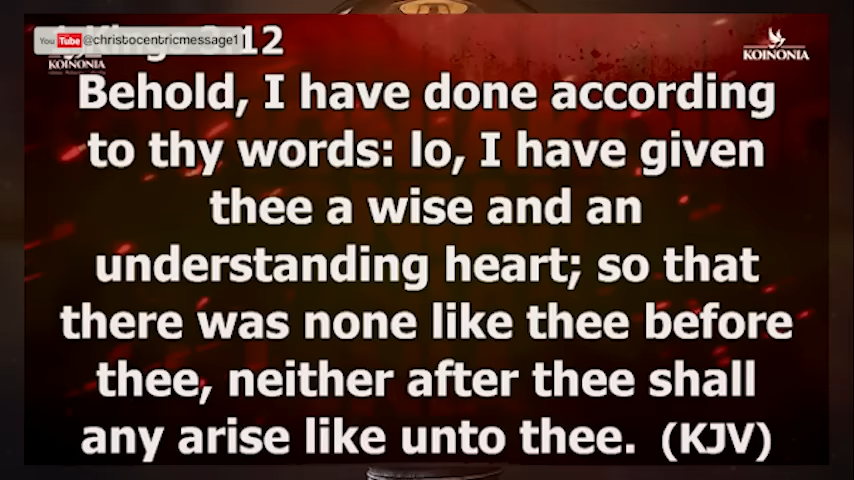 You Tube @christocentricmessage1
12
KOINONIA
KOINONIA
Behold, I have done according
to thy words: lo, I have given
thee a wise and an
understanding heart; so that
there was none like thee before
thee, neither after thee shall
any arise like unto thee. (KJV)